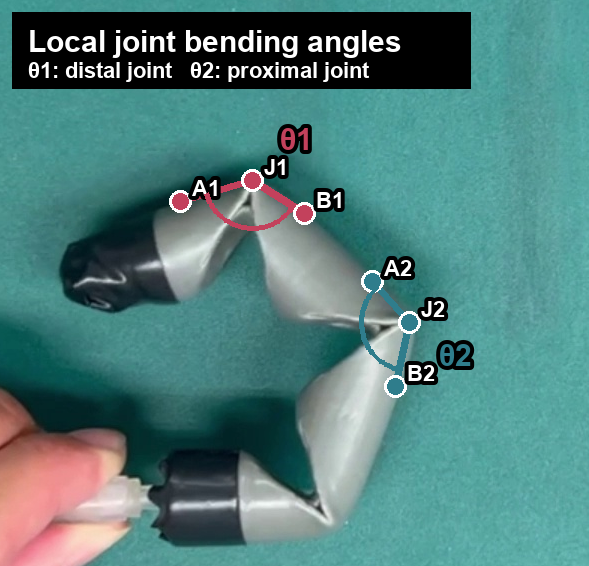 Local joint bending angles
θ1: distal joint θ2: proximal joint
θ1
J1
A1
B1
A2
J2
θ2
B2